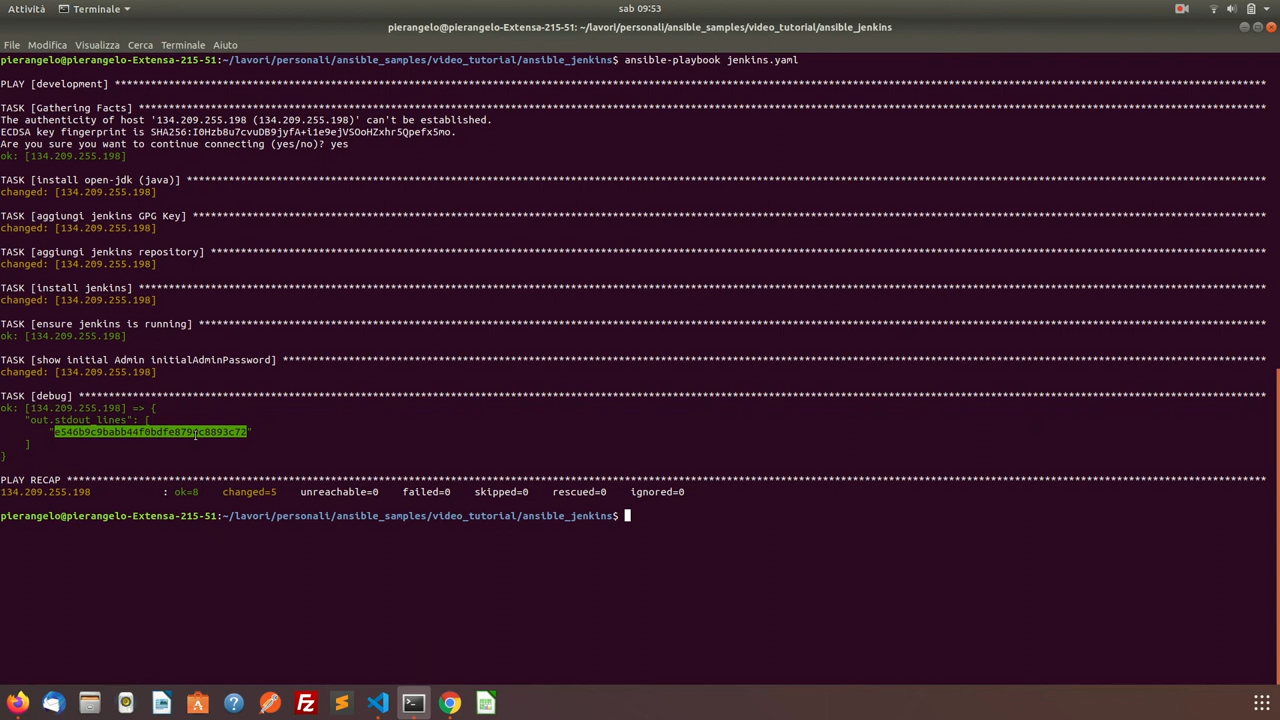 Attività
Terminale
sab 09:53
pierangelo@pierangelo-Extensa-215-51: ~/lavori/personali/ansible_samples/video_tutorial/ansible_jenkins
File Modifica Visualizza Cerca Terminale Aiuto
pierangelo@pierangelo-Extensa-215-51:~/lavori/personali/ansible_samples/video_tutorial/ansible_jenkins$ ansible-playbook jenkins.yaml
PLAY [development] ****
TASK [Gathering Facts] ****
The authenticity of host '134.209.255.198 (134.209.255.198)' can't be established.
ECDSA key fingerprint is SHA256:I0Hzb8u7cvuDB9jyfA+i1e9ejVSOoHZxhr5Qpefx5mo.
Are you sure you want to continue connecting (yes/no)? yes
ok: [134.209.255.198]
TASK [install open-jdk (java)] ****
changed: [134.209.255.198]
TASK [aggiungi jenkins GPG Key] ****
changed: [134.209.255.198]
TASK [aggiungi jenkins repository] ****
changed: [134.209.255.198]
TASK [install jenkins] ****
changed: [134.209.255.198]
TASK [ensure jenkins is running] ****
ok: [134.209.255.198]
TASK [show initial Admin initialAdminPassword] ****
changed: [134.209.255.198]
TASK [debug] ****
ok: [134.209.255.198] => {
"out.stdout_lines": [
"e546b9c9babb44f0bdfe8799c8893c72"
]
}
PLAY RECAP ****
134.209.255.198 : ok=8 changed=5 unreachable=0 failed=0 skipped=0 rescued=0 ignored=0
pierangelo@pierangelo-Extensa-215-51:~/lavori/personali/ansible_samples/video_tutorial/ansible_jenkins$